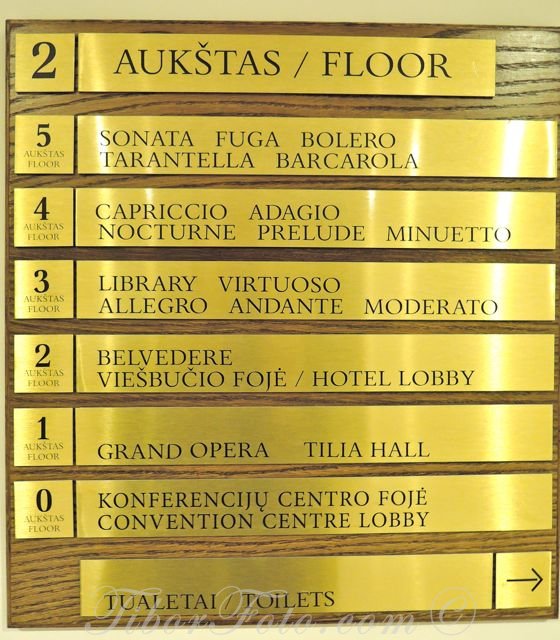 2 AUKŠTAS / FLOOR
5 AUKŠTAS FLOOR
SONATA FUGA BOLERO
TARANTELLA BARCAROLA
4 AUKŠTAS FLOOR
CAPRICCIO ADAGIO
NOCTURNE PRELUDE MINUETTO
3 AUKŠTAS FLOOR
LIBRARY VIRTUOSO
ALLEGRO ANDANTE MODERATO
2 AUKŠTAS FLOOR
BELVEDERE
VIEŠBUČIO FOJĖ / HOTEL LOBBY
1 AUKŠTAS FLOOR
GRAND OPERA TILIA HALL
0 AUKŠTAS FLOOR
KONFERENCIJŲ CENTRO FOJĖ
CONVENTION CENTRE LOBBY
TUALETAI TOILETS →
TiborFoto.com ©